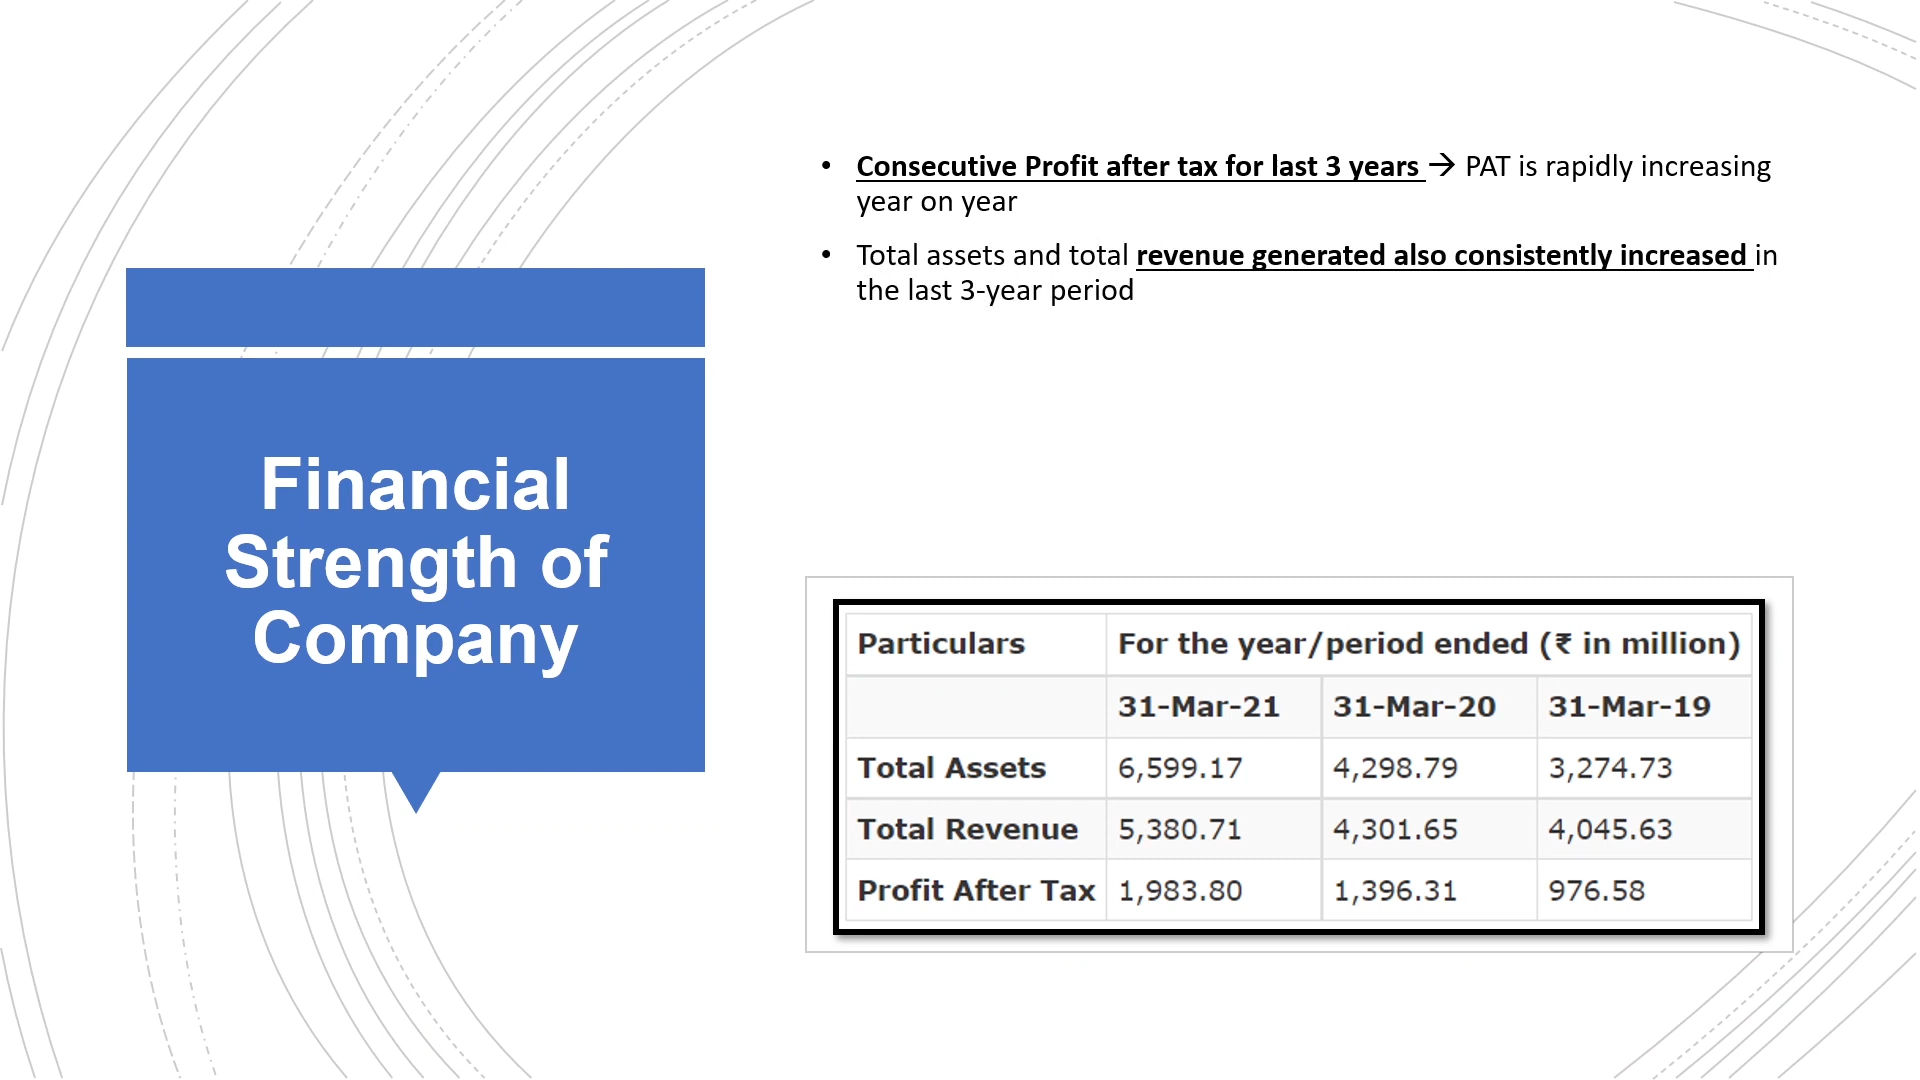 Financial
Strength of
Company
• Consecutive Profit after tax for last 3 years → PAT is rapidly increasing
year on year
• Total assets and total revenue generated also consistently increased in
the last 3-year period
Particulars For the year/period ended (₹ in million)
31-Mar-21 31-Mar-20 31-Mar-19
Total Assets 6,599.17 4,298.79 3,274.73
Total Revenue 5,380.71 4,301.65 4,045.63
Profit After Tax 1,983.80 1,396.31 976.58